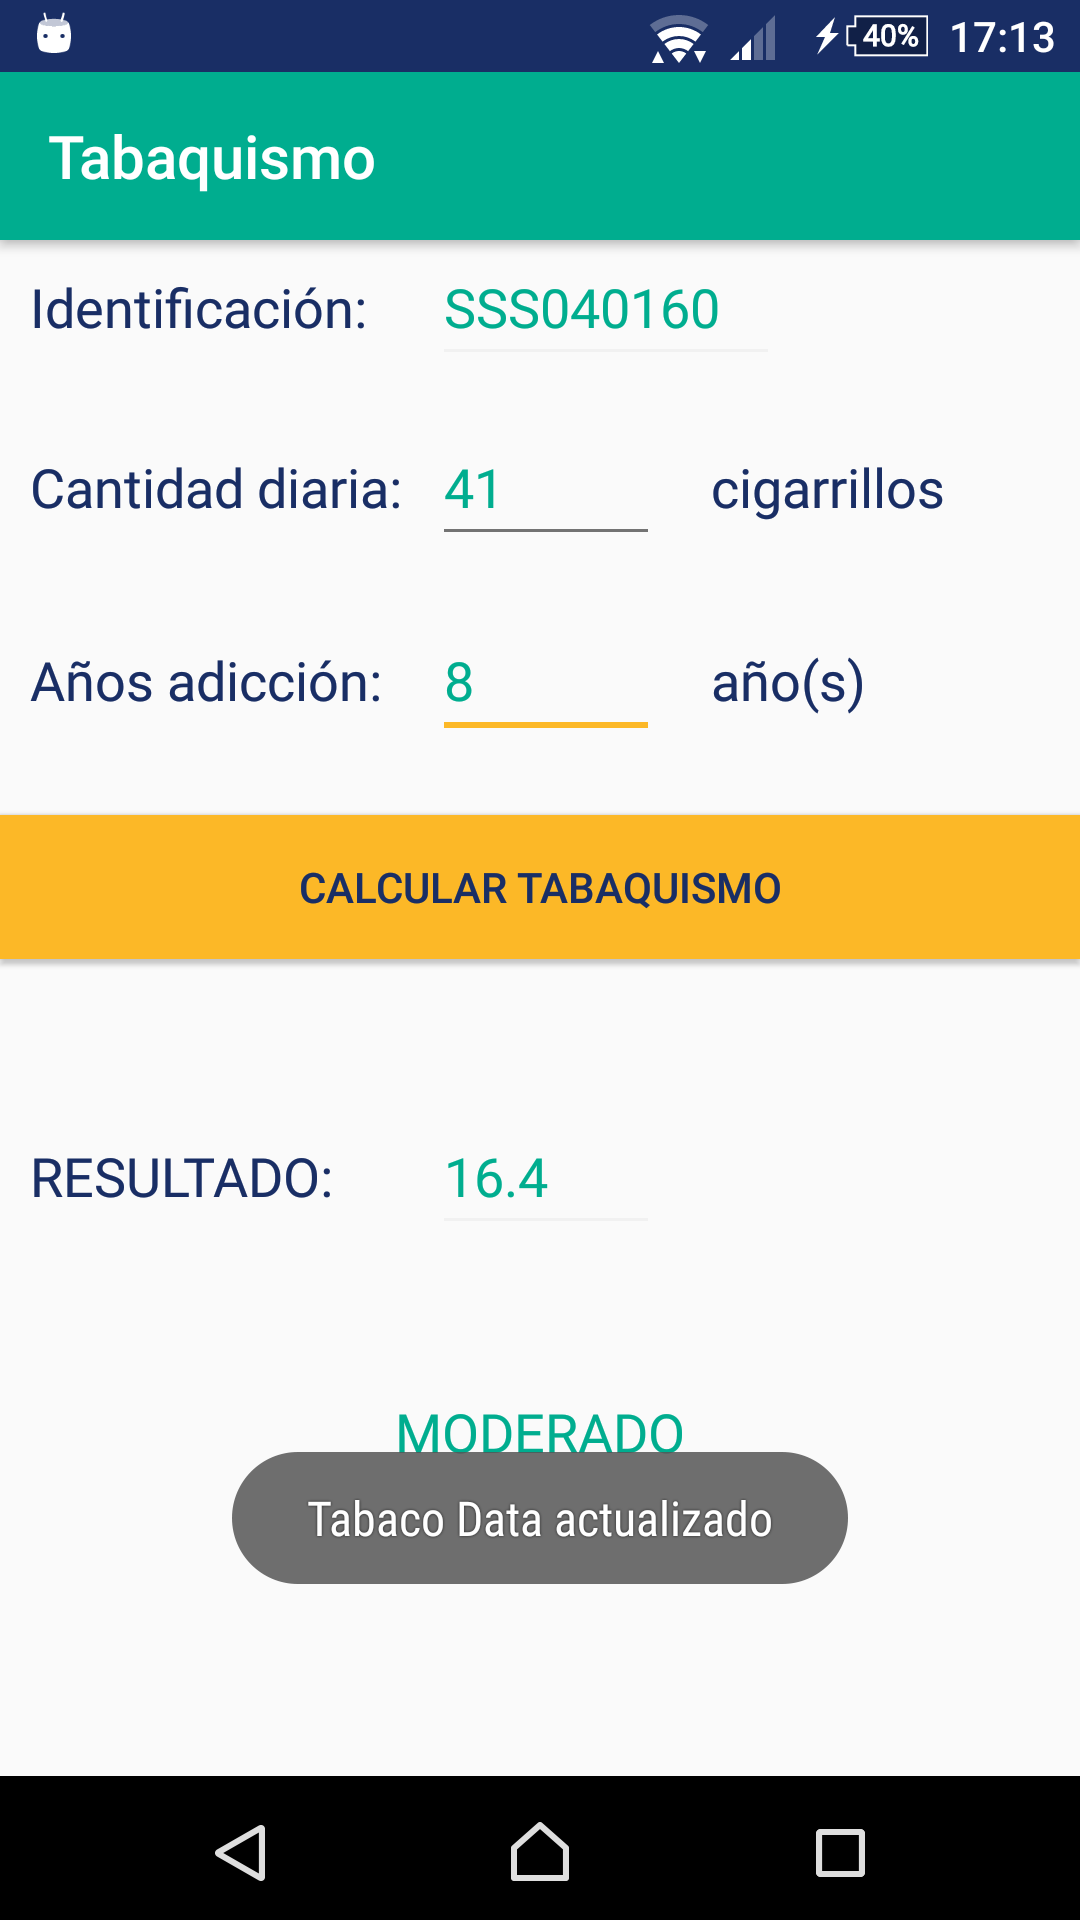 40% 17:13
Tabaquismo
Identificación: SSS040160
Cantidad diaria: 41 cigarrillos
Años adicción: 8 año(s)
CALCULAR TABAQUISMO
RESULTADO: 16.4
MODERADO
Tabaco Data actualizado